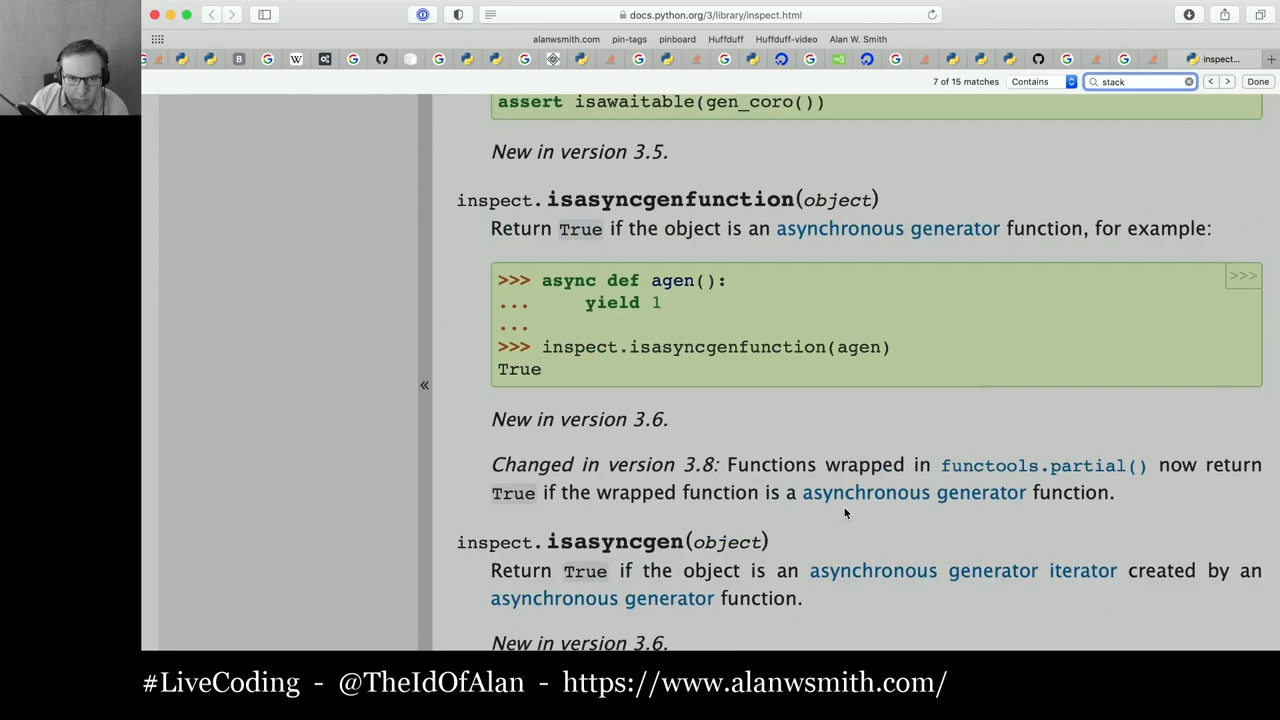 docs.python.org/3/library/inspect.html
alanwsmith.com pin-tags pinboard Huffduff Huffduff-video Alan W. Smith
inspect...
7 of 15 matches Contains stack Done
assert isawaitable(gen_coro())
New in version 3.5.
inspect.isasyncgenfunction(object)
Return True if the object is an asynchronous generator function, for example:
>>> async def agen(): >>>
... yield 1
...
>>> inspect.isasyncgenfunction(agen)
True
«
New in version 3.6.
Changed in version 3.8: Functions wrapped in functools.partial() now return
True if the wrapped function is a asynchronous generator function.
inspect.isasyncgen(object)
Return True if the object is an asynchronous generator iterator created by an
asynchronous generator function.
New in version 3.6.
#LiveCoding - @TheIdOfAlan - https://www.alanwsmith.com/